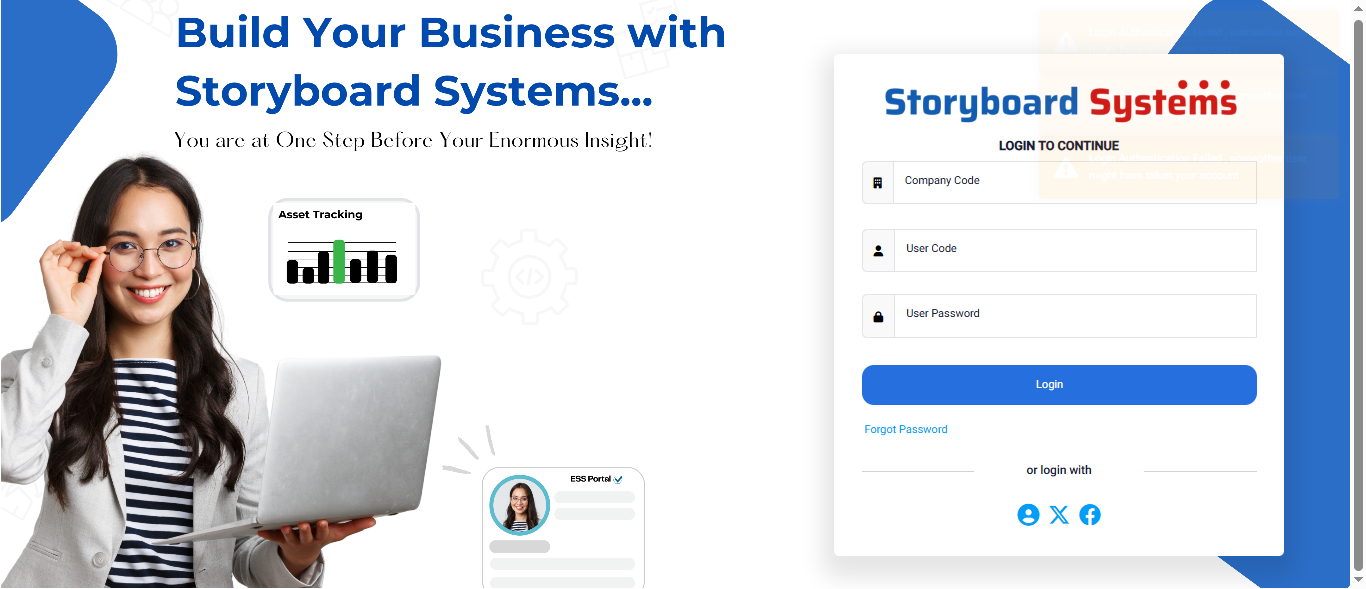 Build Your Business with
Storyboard Systems...
You are at One Step Before Your Enormous Insight!
Asset Tracking
ESS Portal
Storyboard Systems
LOGIN TO CONTINUE
Company Code
User Code
User Password
Login
Forgot Password
or login with